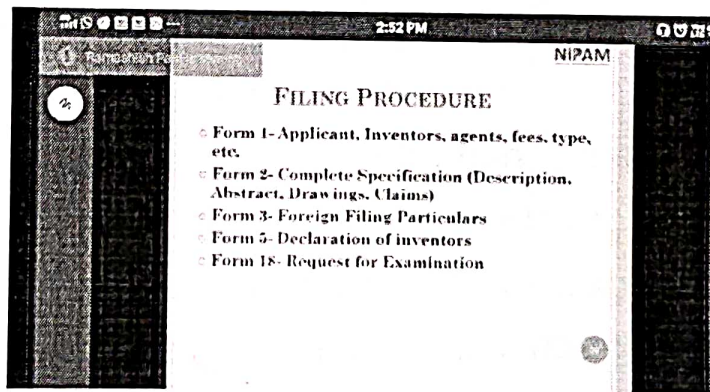 2:52 PM
NIPAM
FILING PROCEDURE
Form 1- Applicant, Inventors, agents, fees, type,
etc.
Form 2- Complete Specification (Description,
Abstract, Drawings, Claims)
Form 3- Foreign Filing Particulars
Form 5- Declaration of inventors
Form 18- Request for Examination